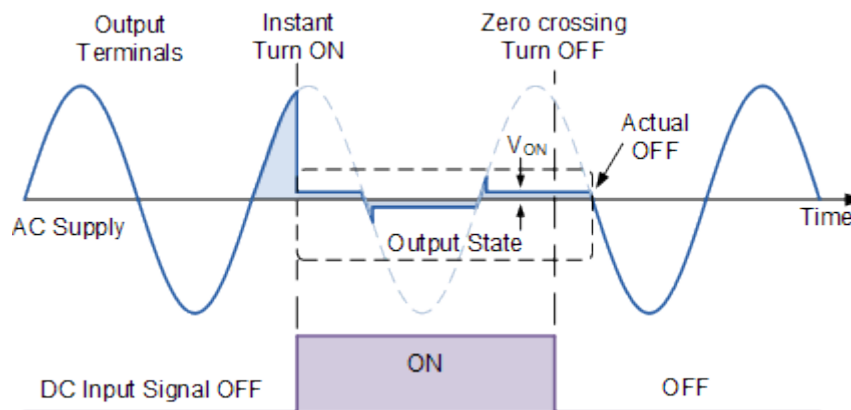 Output
Terminals
Instant
Turn ON
Zero crossing
Turn OFF
Actual
OFF
VON
AC Supply
Time
Output State
ON
DC Input Signal OFF
OFF